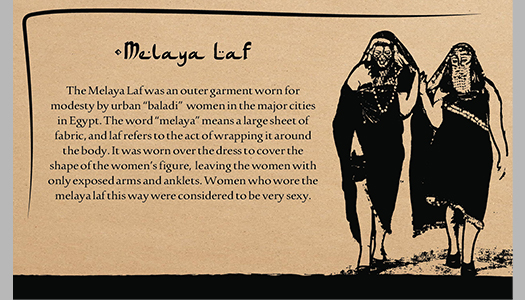 Melaya Laf
The Melaya Laf was an outer garment worn for
modesty by urban “baladi” women in the major cities
in Egypt. The word “melaya” means a large sheet of
fabric, and laf refers to the act of wrapping it around
the body. It was worn over the dress to cover the
shape of the women’s figure, leaving the women with
only exposed arms and anklets. Women who wore the
melaya laf this way were considered to be very sexy.